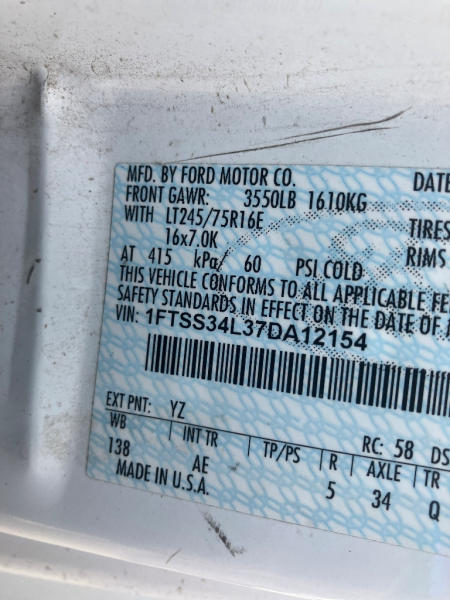 MFD. BY FORD MOTOR CO. DATE
FRONT GAWR: 3550LB 1610KG
WITH LT245/75R16E TIRES
16x7.0K RIMS
AT 415 kPa/ 60 PSI COLD
THIS VEHICLE CONFORMS TO ALL APPLICABLE FE
SAFETY STANDARDS IN EFFECT ON THE DATE OF
VIN: 1FTSS34L37DA12154
EXT PNT: YZ RC: 58 DS
WB INT TR TP/PS R AXLE TR
138 AE 5 34 Q
MADE IN U.S.A.